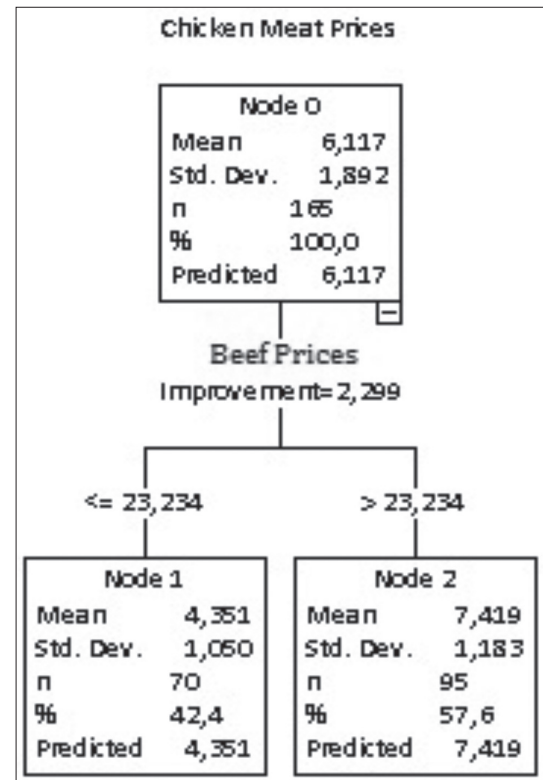 Chicken Meat Prices
Node 0
Mean 6,117
Std. Dev. 1,892
n 165
% 100,0
Predicted 6,117
Beef Prices
Improvement=2,299
<= 23,234
> 23,234
Node 1
Mean 4,351
Std. Dev. 1,050
n 70
% 42,4
Predicted 4,351
Node 2
Mean 7,419
Std. Dev. 1,183
n 95
% 57,6
Predicted 7,419